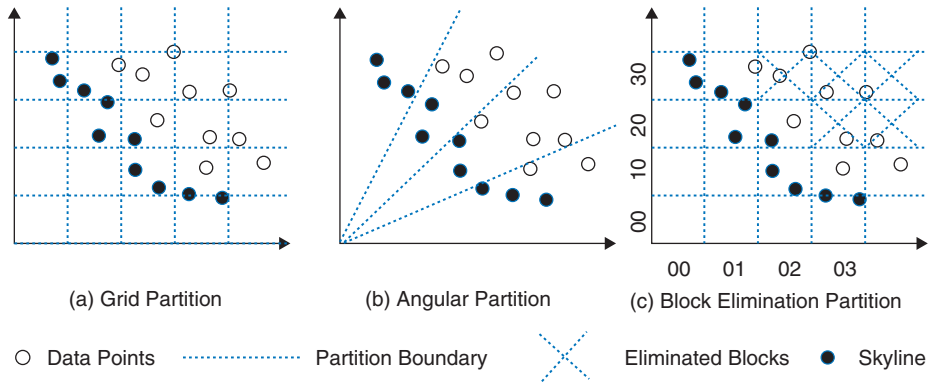 30
20
10
00
00 01 02 03
(a) Grid Partition (b) Angular Partition (c) Block Elimination Partition
Data Points Partition Boundary Eliminated Blocks Skyline